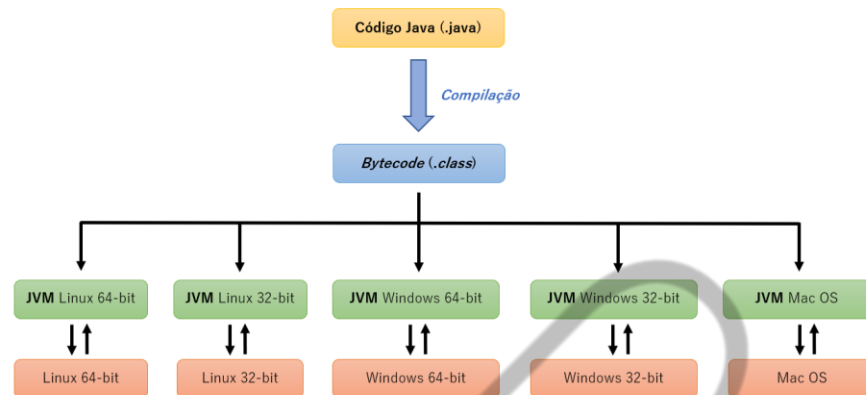 Código Java (.java)
Compilação
Bytecode (.class)
JVM Linux 64-bit
JVM Linux 32-bit
JVM Windows 64-bit
JVM Windows 32-bit
JVM Mac OS
Linux 64-bit
Linux 32-bit
Windows 64-bit
Windows 32-bit
Mac OS